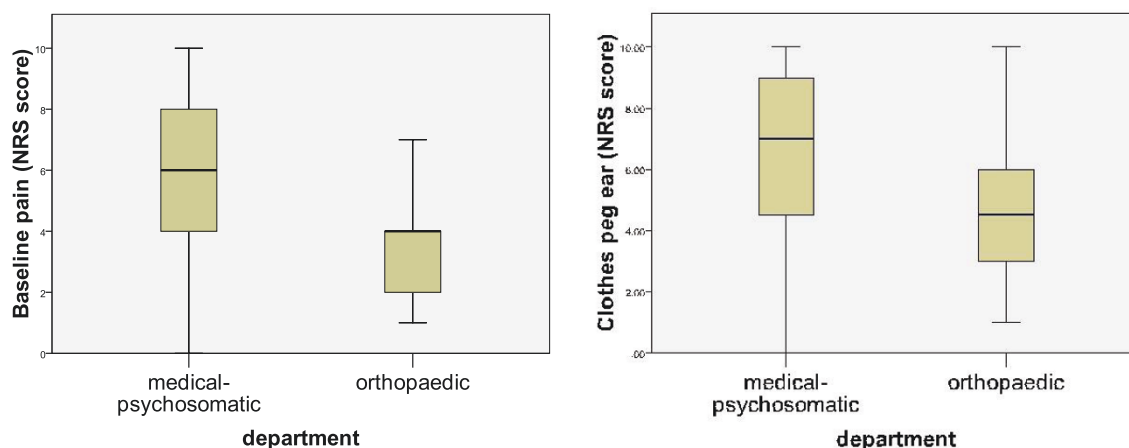 Baseline pain (NRS score)
10
8
6
4
2
0
medical-
psychosomatic
orthopaedic
department
Clothes peg ear (NRS score)
10.00
8.00
6.00
4.00
2.00
.00
medical-
psychosomatic
orthopaedic
department